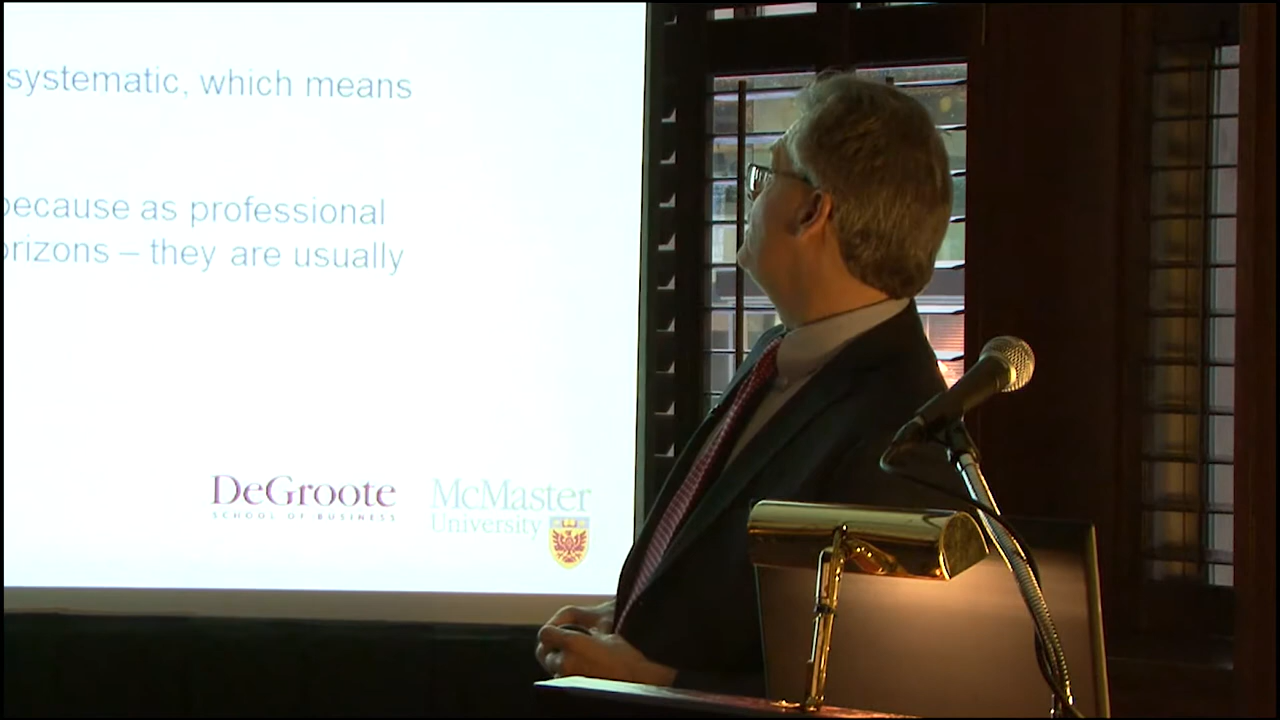 systematic, which means
because as professional
orizons – they are usually
DeGroote
SCHOOL OF BUSINESS
McMaster
University